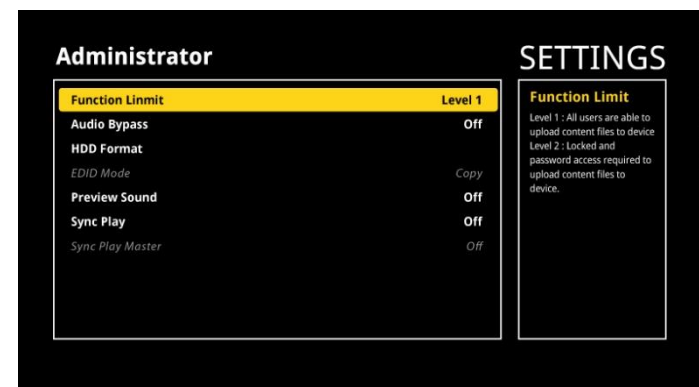 Administrator
SETTINGS
Function Linmit Level 1
Audio Bypass Off
HDD Format
EDID Mode Copy
Preview Sound Off
Sync Play Off
Sync Play Master Off
Function Limit
Level 1 : All users are able to
upload content files to device
Level 2 : Locked and
password access required to
upload content files to
device.